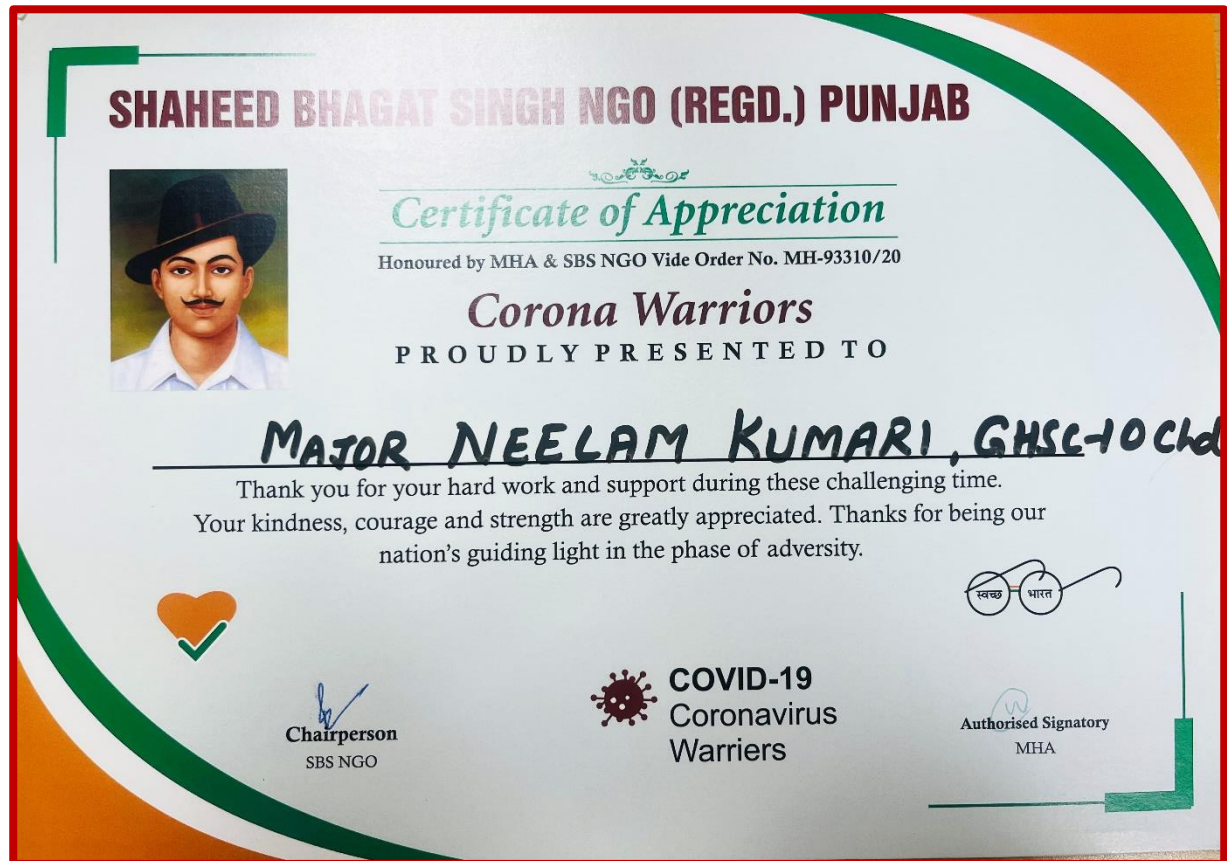 SHAHEED BHAGAT SINGH NGO (REGD.) PUNJAB
Certificate of Appreciation
Honoured by MHA & SBS NGO Vide Order No. MH-93310/20
Corona Warriors
PROUDLY PRESENTED TO
MAJOR NEELAM KUMARI, GHSC-10 Chd
Thank you for your hard work and support during these challenging time.
Your kindness, courage and strength are greatly appreciated. Thanks for being our
nation's guiding light in the phase of adversity.
स्वच्छ भारत
Chairperson
SBS NGO
COVID-19
Coronavirus
Warriers
Authorised Signatory
MHA